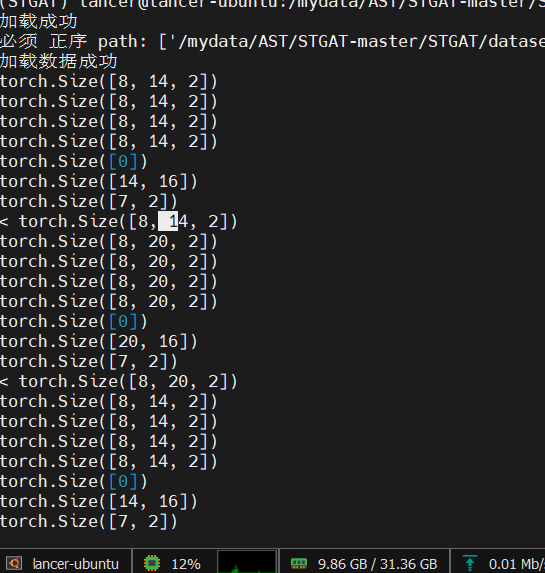 (STGAT) lancer@lancer-ubuntu:/mydata/AST/STGAT-master/S
加载成功
必须 正序 path: ['/mydata/AST/STGAT-master/STGAT/datase
加载数据成功
torch.Size([8, 14, 2])
torch.Size([8, 14, 2])
torch.Size([8, 14, 2])
torch.Size([8, 14, 2])
torch.Size([0])
torch.Size([14, 16])
torch.Size([7, 2])
< torch.Size([8, 14, 2])
torch.Size([8, 20, 2])
torch.Size([8, 20, 2])
torch.Size([8, 20, 2])
torch.Size([8, 20, 2])
torch.Size([0])
torch.Size([20, 16])
torch.Size([7, 2])
< torch.Size([8, 20, 2])
torch.Size([8, 14, 2])
torch.Size([8, 14, 2])
torch.Size([8, 14, 2])
torch.Size([8, 14, 2])
torch.Size([0])
torch.Size([14, 16])
torch.Size([7, 2])
lancer-ubuntu 12% 9.86 GB / 31.36 GB 0.01 Mb/